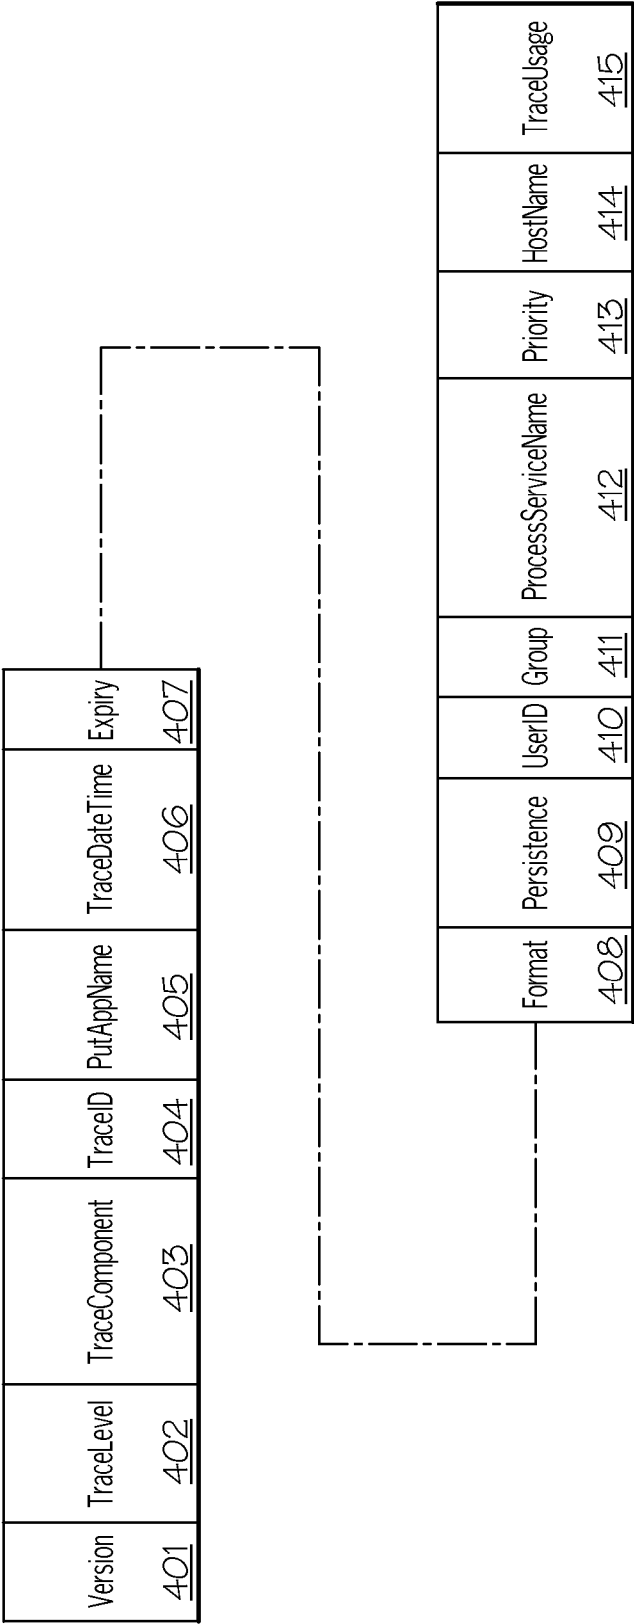 Version
401
TraceLevel
402
TraceComponent
403
TraceID
404
PutAppName
405
TraceDateTime
406
Expiry
407
Format
408
Persistence
409
UserID
410
Group
411
ProcessServiceName
412
Priority
413
HostName
414
TraceUsage
415